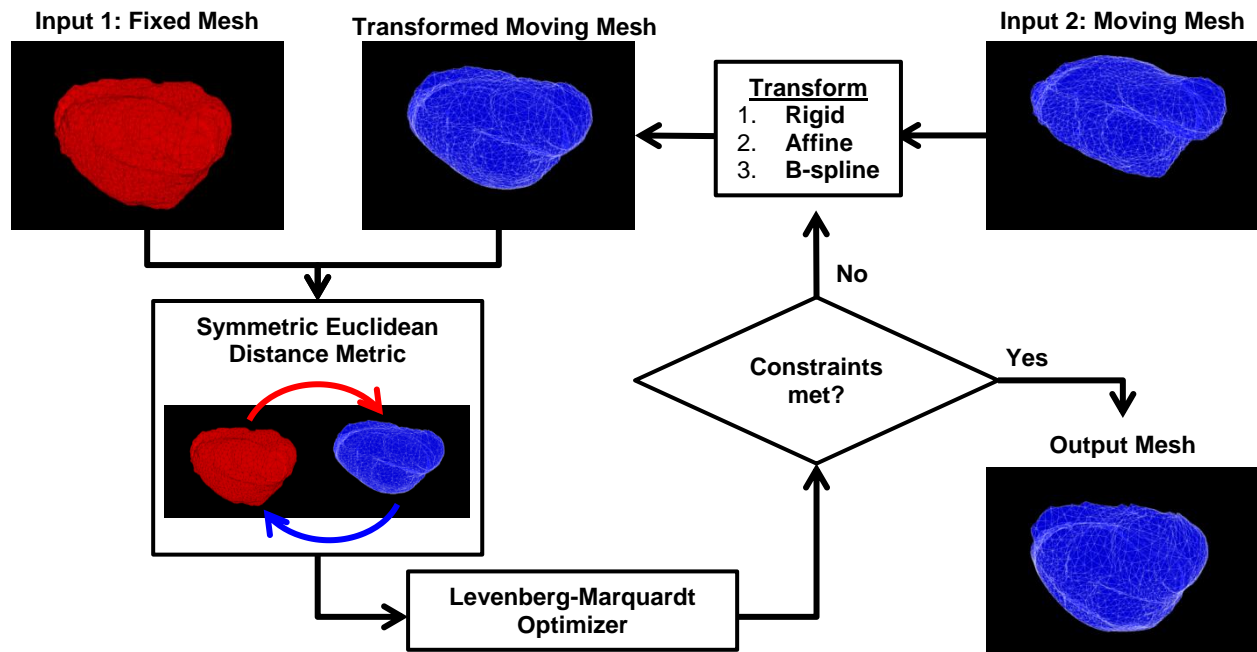 Input 1: Fixed Mesh
Transformed Moving Mesh
Input 2: Moving Mesh
Transform
1. Rigid
2. Affine
3. B-spline
No
Symmetric Euclidean
Distance Metric
Constraints
met?
Yes
Output Mesh
Levenberg-Marquardt
Optimizer